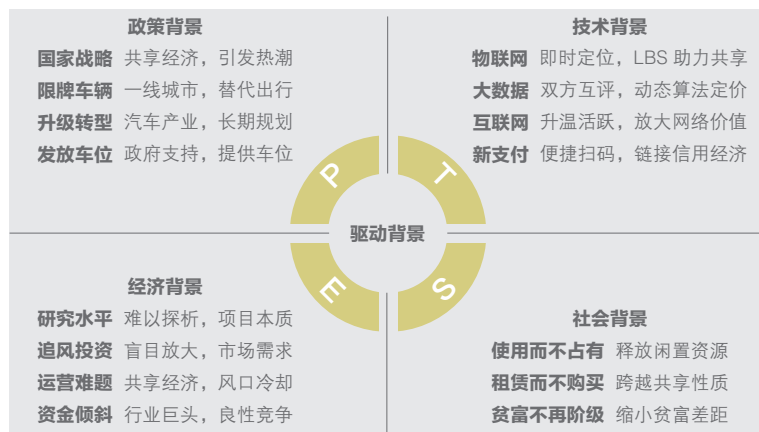 政策背景
国家战略 共享经济，引发热潮
限牌车辆 一线城市，替代出行
升级转型 汽车产业，长期规划
发放车位 政府支持，提供车位
技术背景
物联网 即时定位，LBS 助力共享
大数据 双方互评，动态算法定价
互联网 升温活跃，放大网络价值
新支付 便捷扫码，链接信用经济
P
T
驱动背景
E
S
经济背景
研究水平 难以探析，项目本质
追风投资 盲目放大，市场需求
运营难题 共享经济，风口冷却
资金倾斜 行业巨头，良性竞争
社会背景
使用而不占有 释放闲置资源
租赁而不购买 跨越共享性质
贫富不再阶级 缩小贫富差距